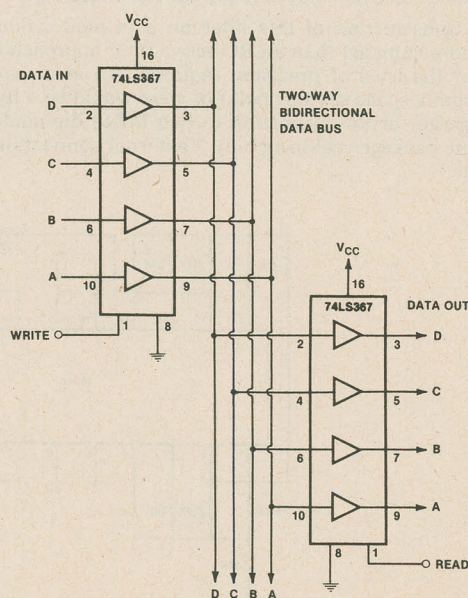 VCC
16
74LS367
DATA IN
D
2
3
TWO-WAY
BIDIRECTIONAL
DATA BUS
C
4
5
B
6
7
A
10
9
WRITE
1
8
VCC
16
74LS367
DATA OUT
2
3
D
4
5
C
6
7
B
10
9
A
8
1
READ
D C B A